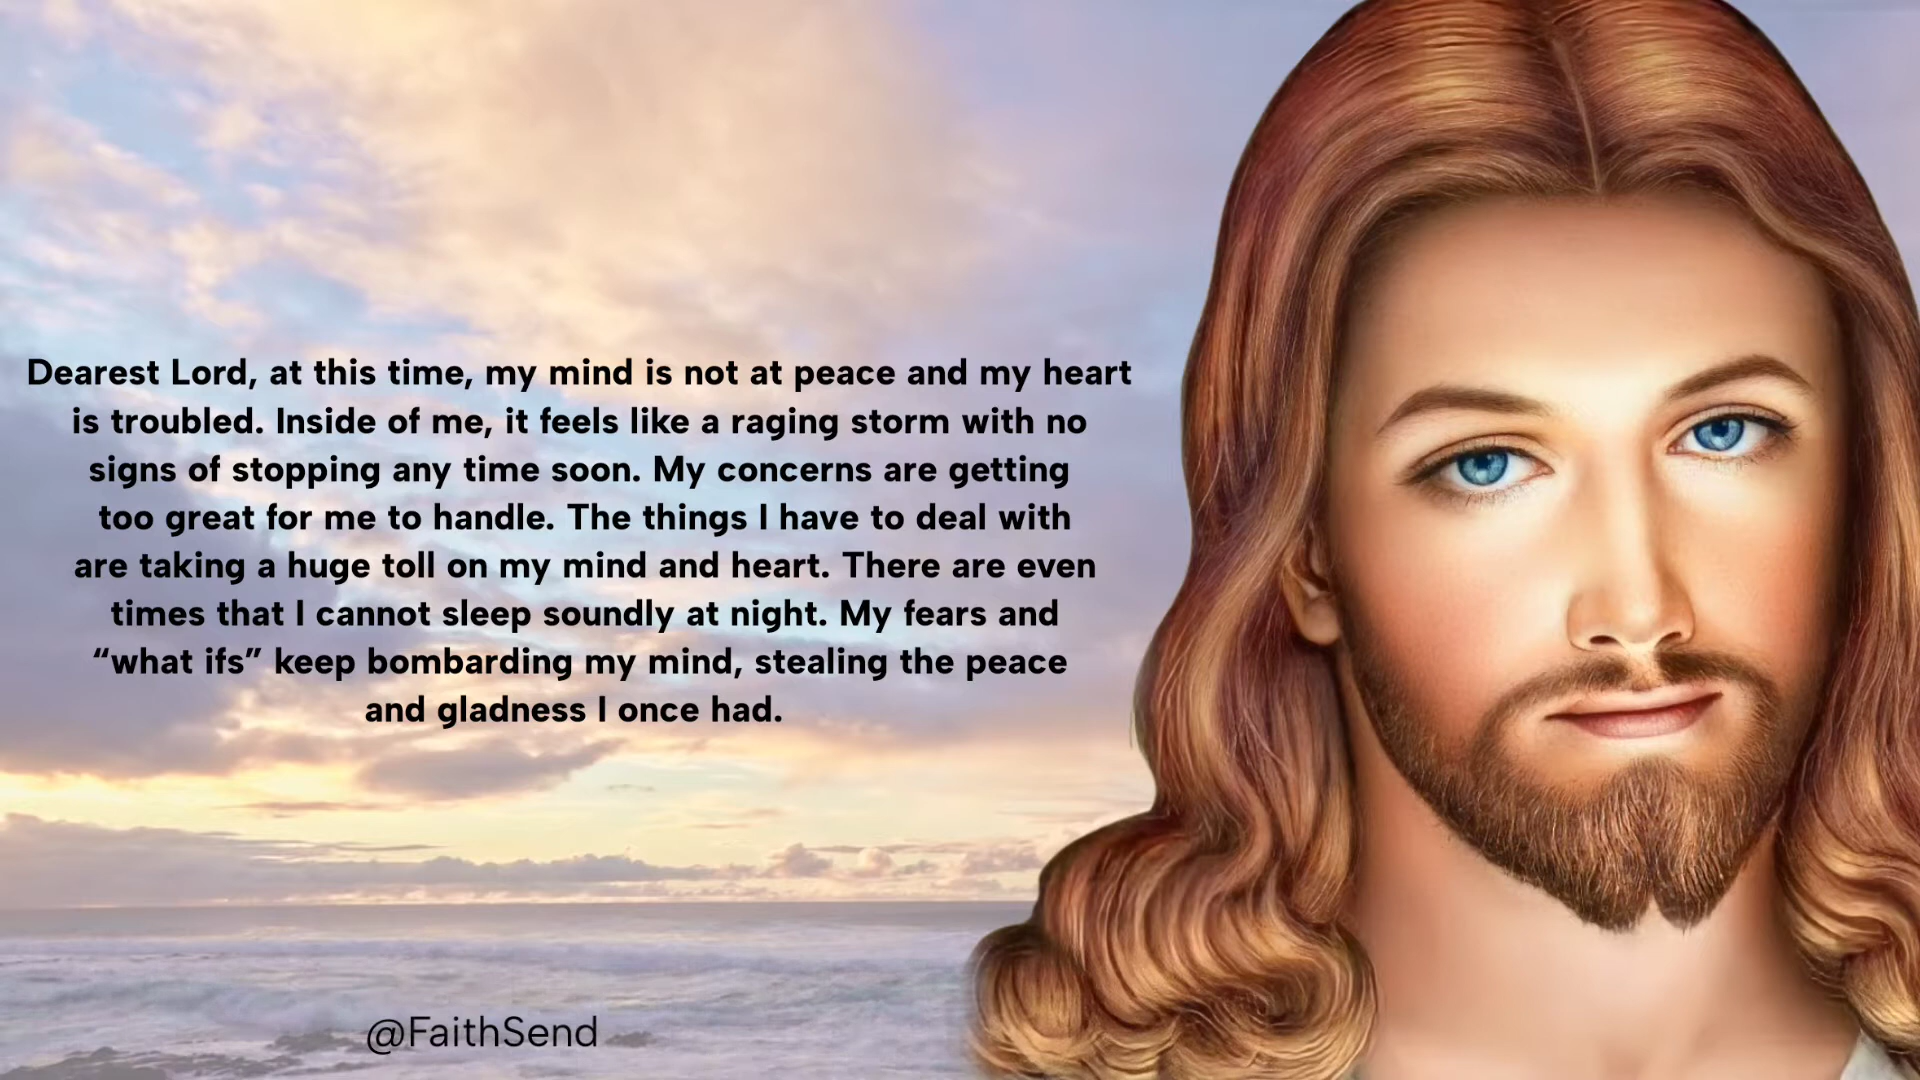 Dearest Lord, at this time, my mind is not at peace and my heart
is troubled. Inside of me, it feels like a raging storm with no
signs of stopping any time soon. My concerns are getting
too great for me to handle. The things I have to deal with
are taking a huge toll on my mind and heart. There are even
times that I cannot sleep soundly at night. My fears and
“what ifs” keep bombarding my mind, stealing the peace
and gladness I once had.
@FaithSend